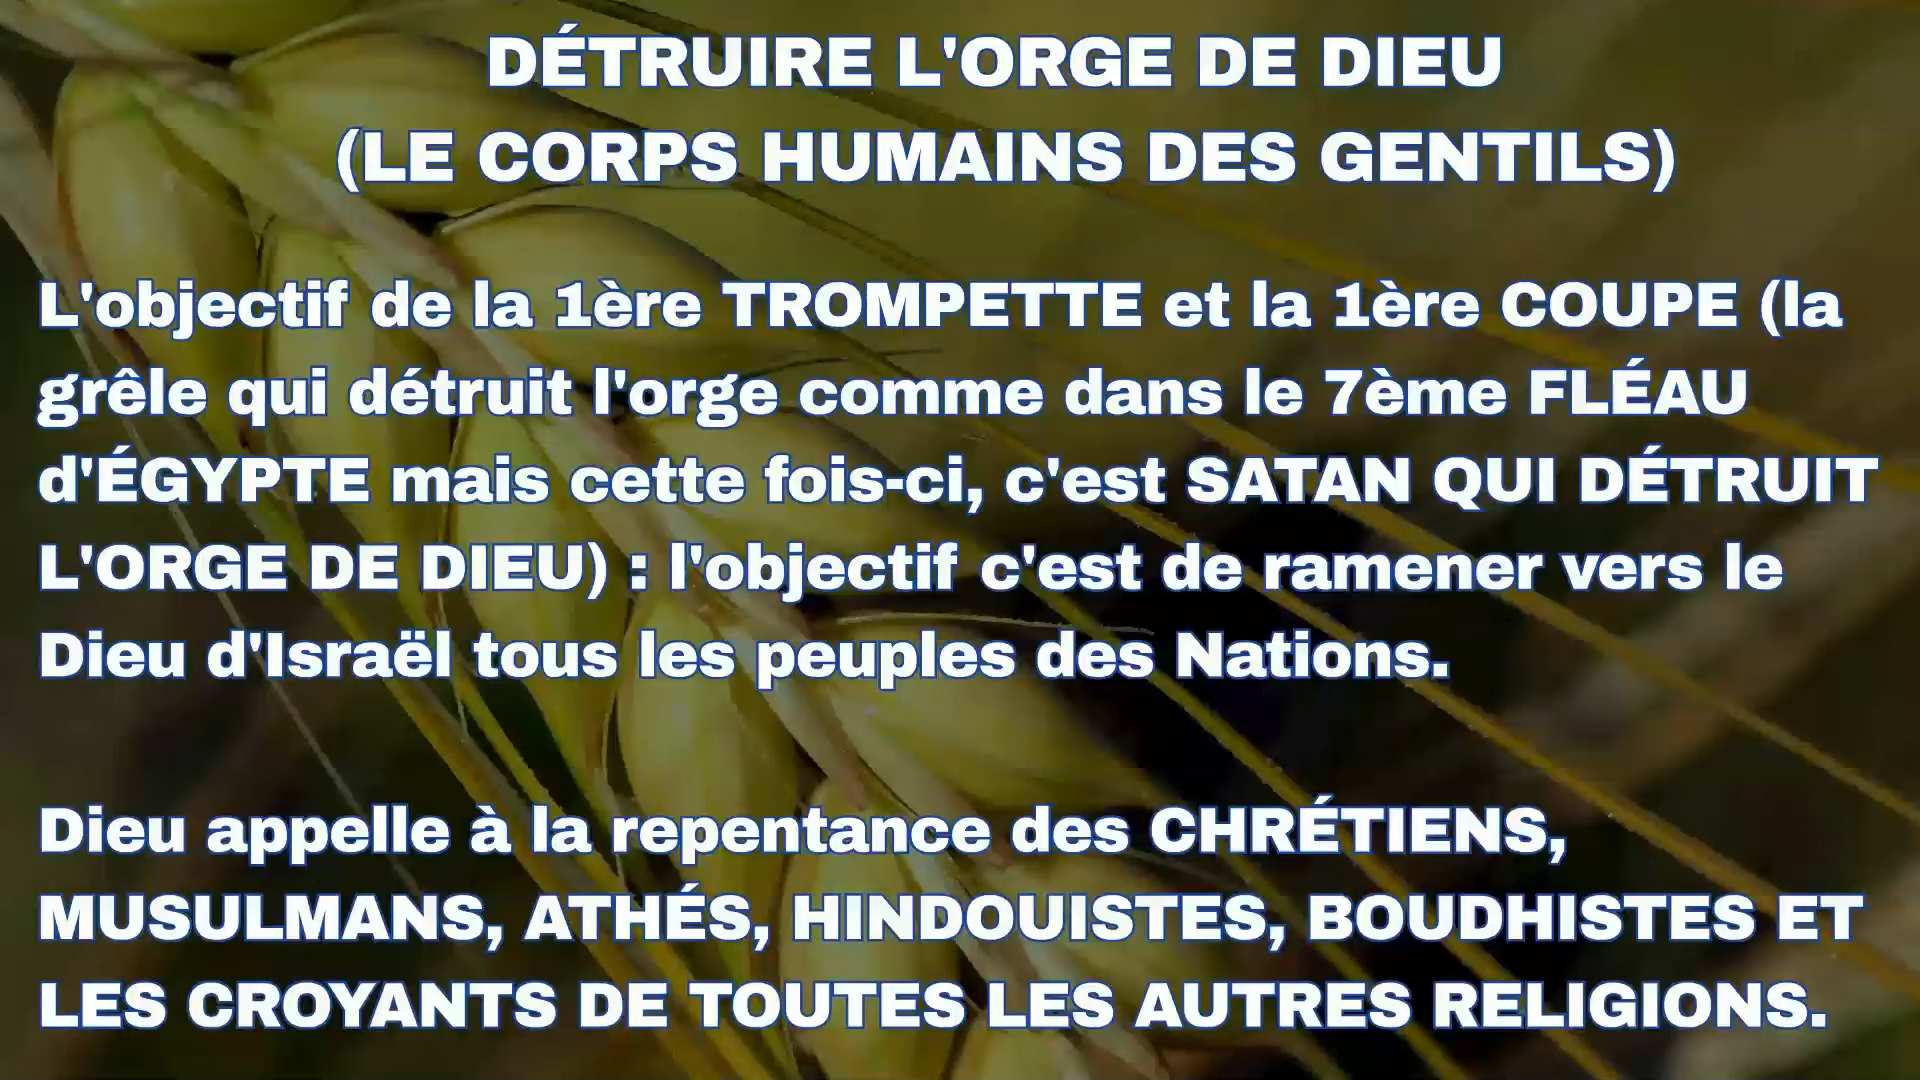 DÉTRUIRE L'ORGE DE DIEU
(LE CORPS HUMAINS DES GENTILS)
L'objectif de la 1ère TROMPETTE et la 1ère COUPE (la
grêle qui détruit l'orge comme dans le 7ème FLÉAU
d'ÉGYPTE mais cette fois-ci, c'est SATAN QUI DÉTRUIT
L'ORGE DE DIEU) : l'objectif c'est de ramener vers le
Dieu d'Israël tous les peuples des Nations.
Dieu appelle à la repentance des CHRÉTIENS,
MUSULMANS, ATHÉS, HINDOUISTES, BOUDHISTES ET
LES CROYANTS DE TOUTES LES AUTRES RELIGIONS.